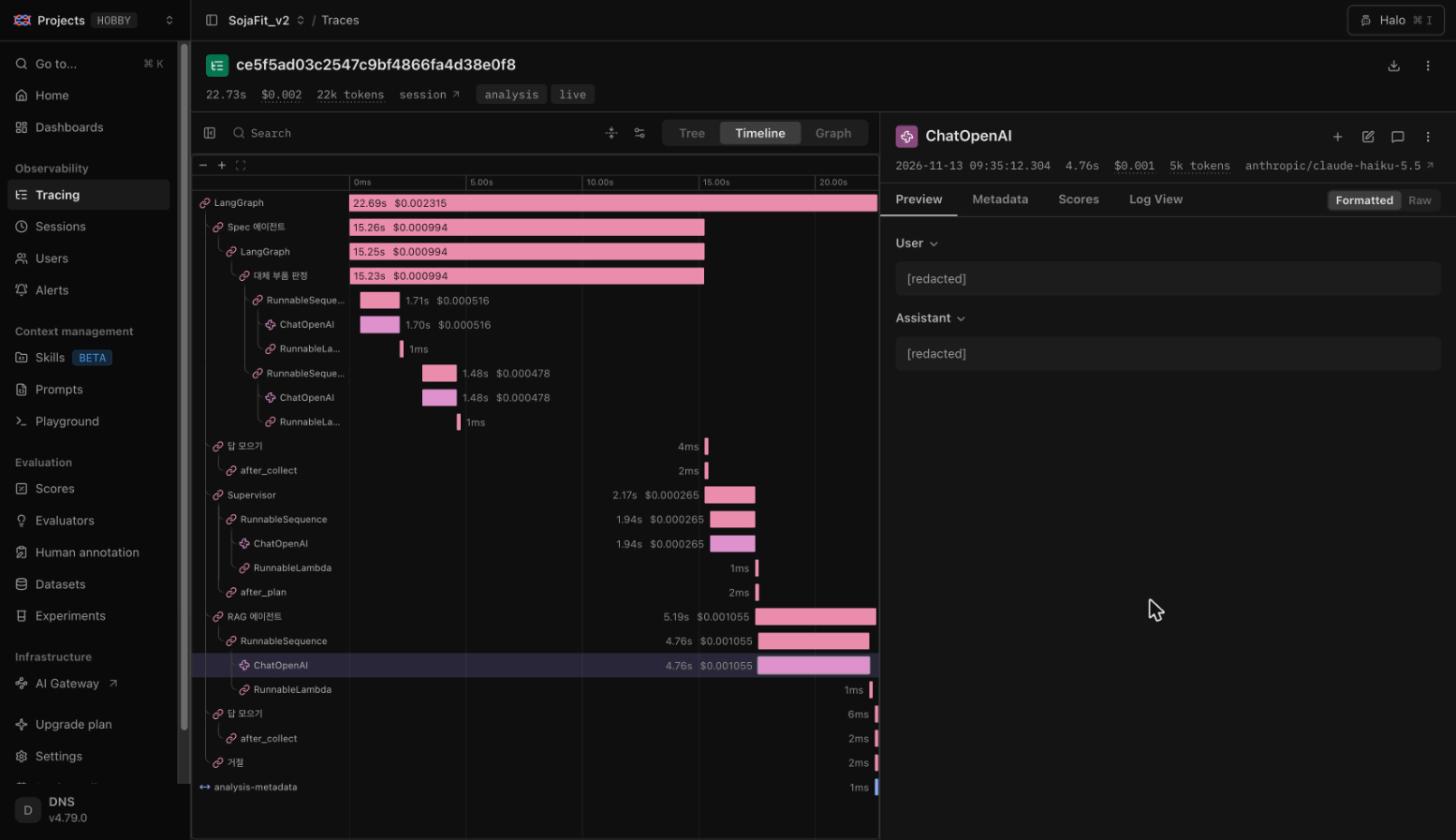 Projects HOBBY
SojaFit_v2 / Traces
Halo ⌘ I
Go to... ⌘ K
Home
Dashboards
Observability
Tracing
Sessions
Users
Alerts
Context management
Skills BETA
Prompts
Playground
Evaluation
Scores
Evaluators
Human annotation
Datasets
Experiments
Infrastructure
AI Gateway
Upgrade plan
Settings
D DNS
v4.79.0
ce5f5ad03c2547c9bf4866fa4d38e0f8
22.73s $0.002 22k tokens session analysis live
Search
Tree Timeline Graph
0ms 5.00s 10.00s 15.00s 20.00s
LangGraph 22.69s $0.002315
Spec 에이전트 15.26s $0.000994
LangGraph 15.25s $0.000994
대체 부품 판정 15.23s $0.000994
RunnableSeque... 1.71s $0.000516
ChatOpenAI 1.70s $0.000516
RunnableLa... 1ms
RunnableSeque... 1.48s $0.000478
ChatOpenAI 1.48s $0.000478
RunnableLa... 1ms
답 모으기 4ms
after_collect 2ms
Supervisor 2.17s $0.000265
RunnableSequence 1.94s $0.000265
ChatOpenAI 1.94s $0.000265
RunnableLambda 1ms
after_plan 2ms
RAG 에이전트 5.19s $0.001055
RunnableSequence 4.76s $0.001055
ChatOpenAI 4.76s $0.001055
RunnableLambda 1ms
답 모으기 6ms
after_collect 2ms
거절 2ms
analysis-metadata 1ms
ChatOpenAI
2026-11-13 09:35:12.304 4.76s $0.001 5k tokens anthropic/claude-haiku-5.5
Preview Metadata Scores Log View Formatted Raw
User
[redacted]
Assistant
[redacted]